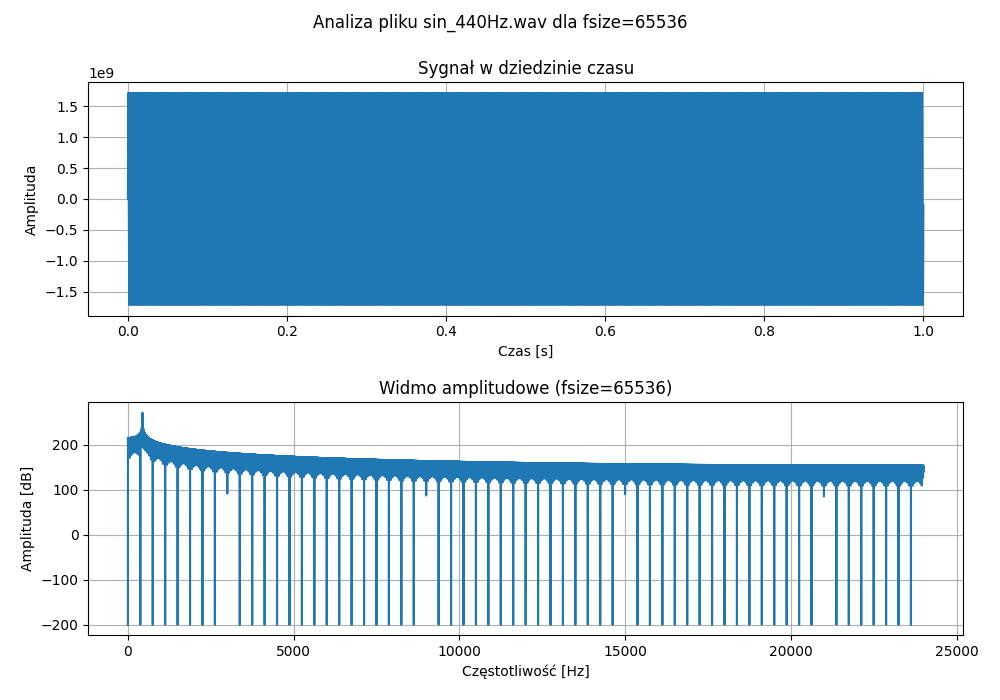 Analiza pliku sin_440Hz.wav dla fsize=65536
Sygnał w dziedzinie czasu
1e9
1.5
1.0
0.5
0.0
−0.5
−1.0
−1.5
Amplituda
0.0 0.2 0.4 0.6 0.8 1.0
Czas [s]
Widmo amplitudowe (fsize=65536)
200
100
0
−100
−200
Amplituda [dB]
0 5000 10000 15000 20000 25000
Częstotliwość [Hz]